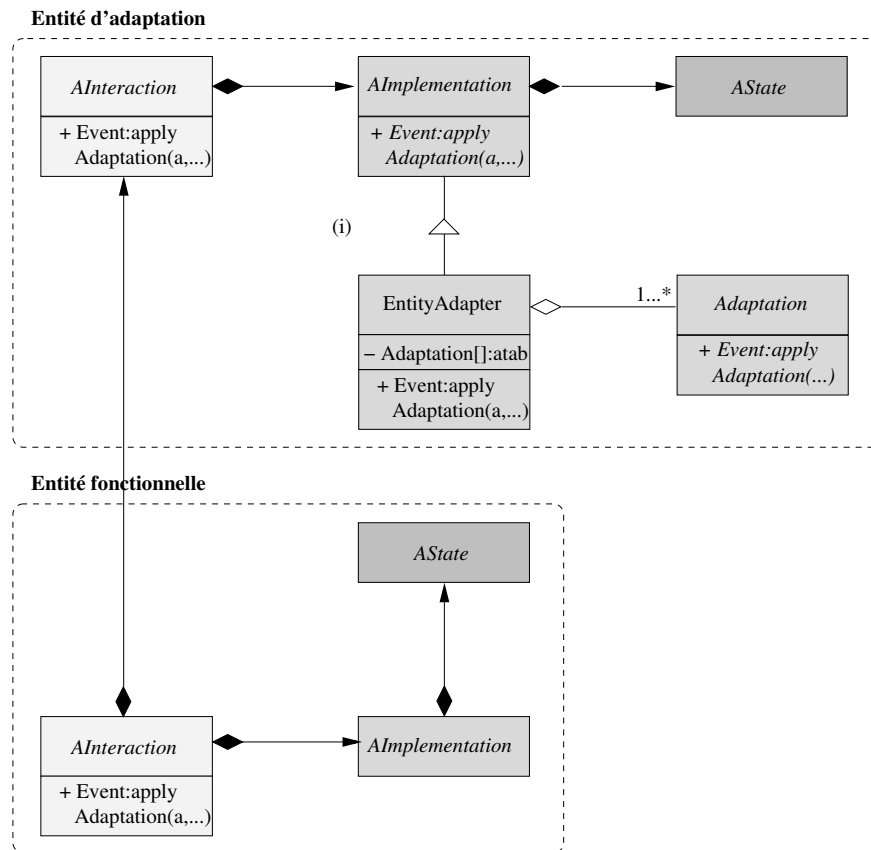 Entité d'adaptation
AInteraction
+ Event:apply
Adaptation(a,...)
AImplementation
+ Event:apply
Adaptation(a,...)
AState
(i)
EntityAdapter
− Adaptation[]:atab
+ Event:apply
Adaptation(a,...)
1...*
Adaptation
+ Event:apply
Adaptation(...)
Entité fonctionnelle
AState
AInteraction
+ Event:apply
Adaptation(a,...)
AImplementation